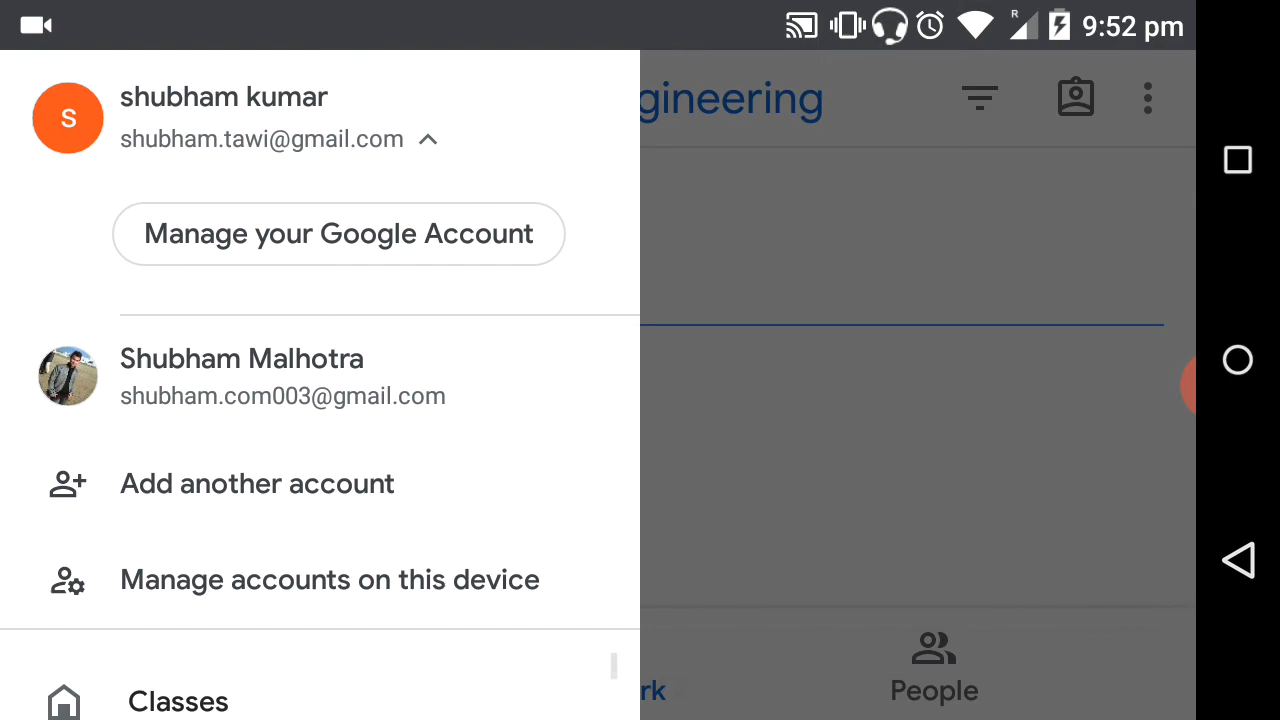 R 9:52 pm
shubham kumar
shubham.tawi@gmail.com
S
gineering
Manage your Google Account
Shubham Malhotra
shubham.com003@gmail.com
Add another account
Manage accounts on this device
Classes
rk
People